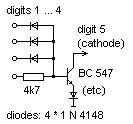 digits 1 ... 4
digit 5
(cathode)
BC 547
4k7
(etc)
diodes: 4 * 1 N 4148